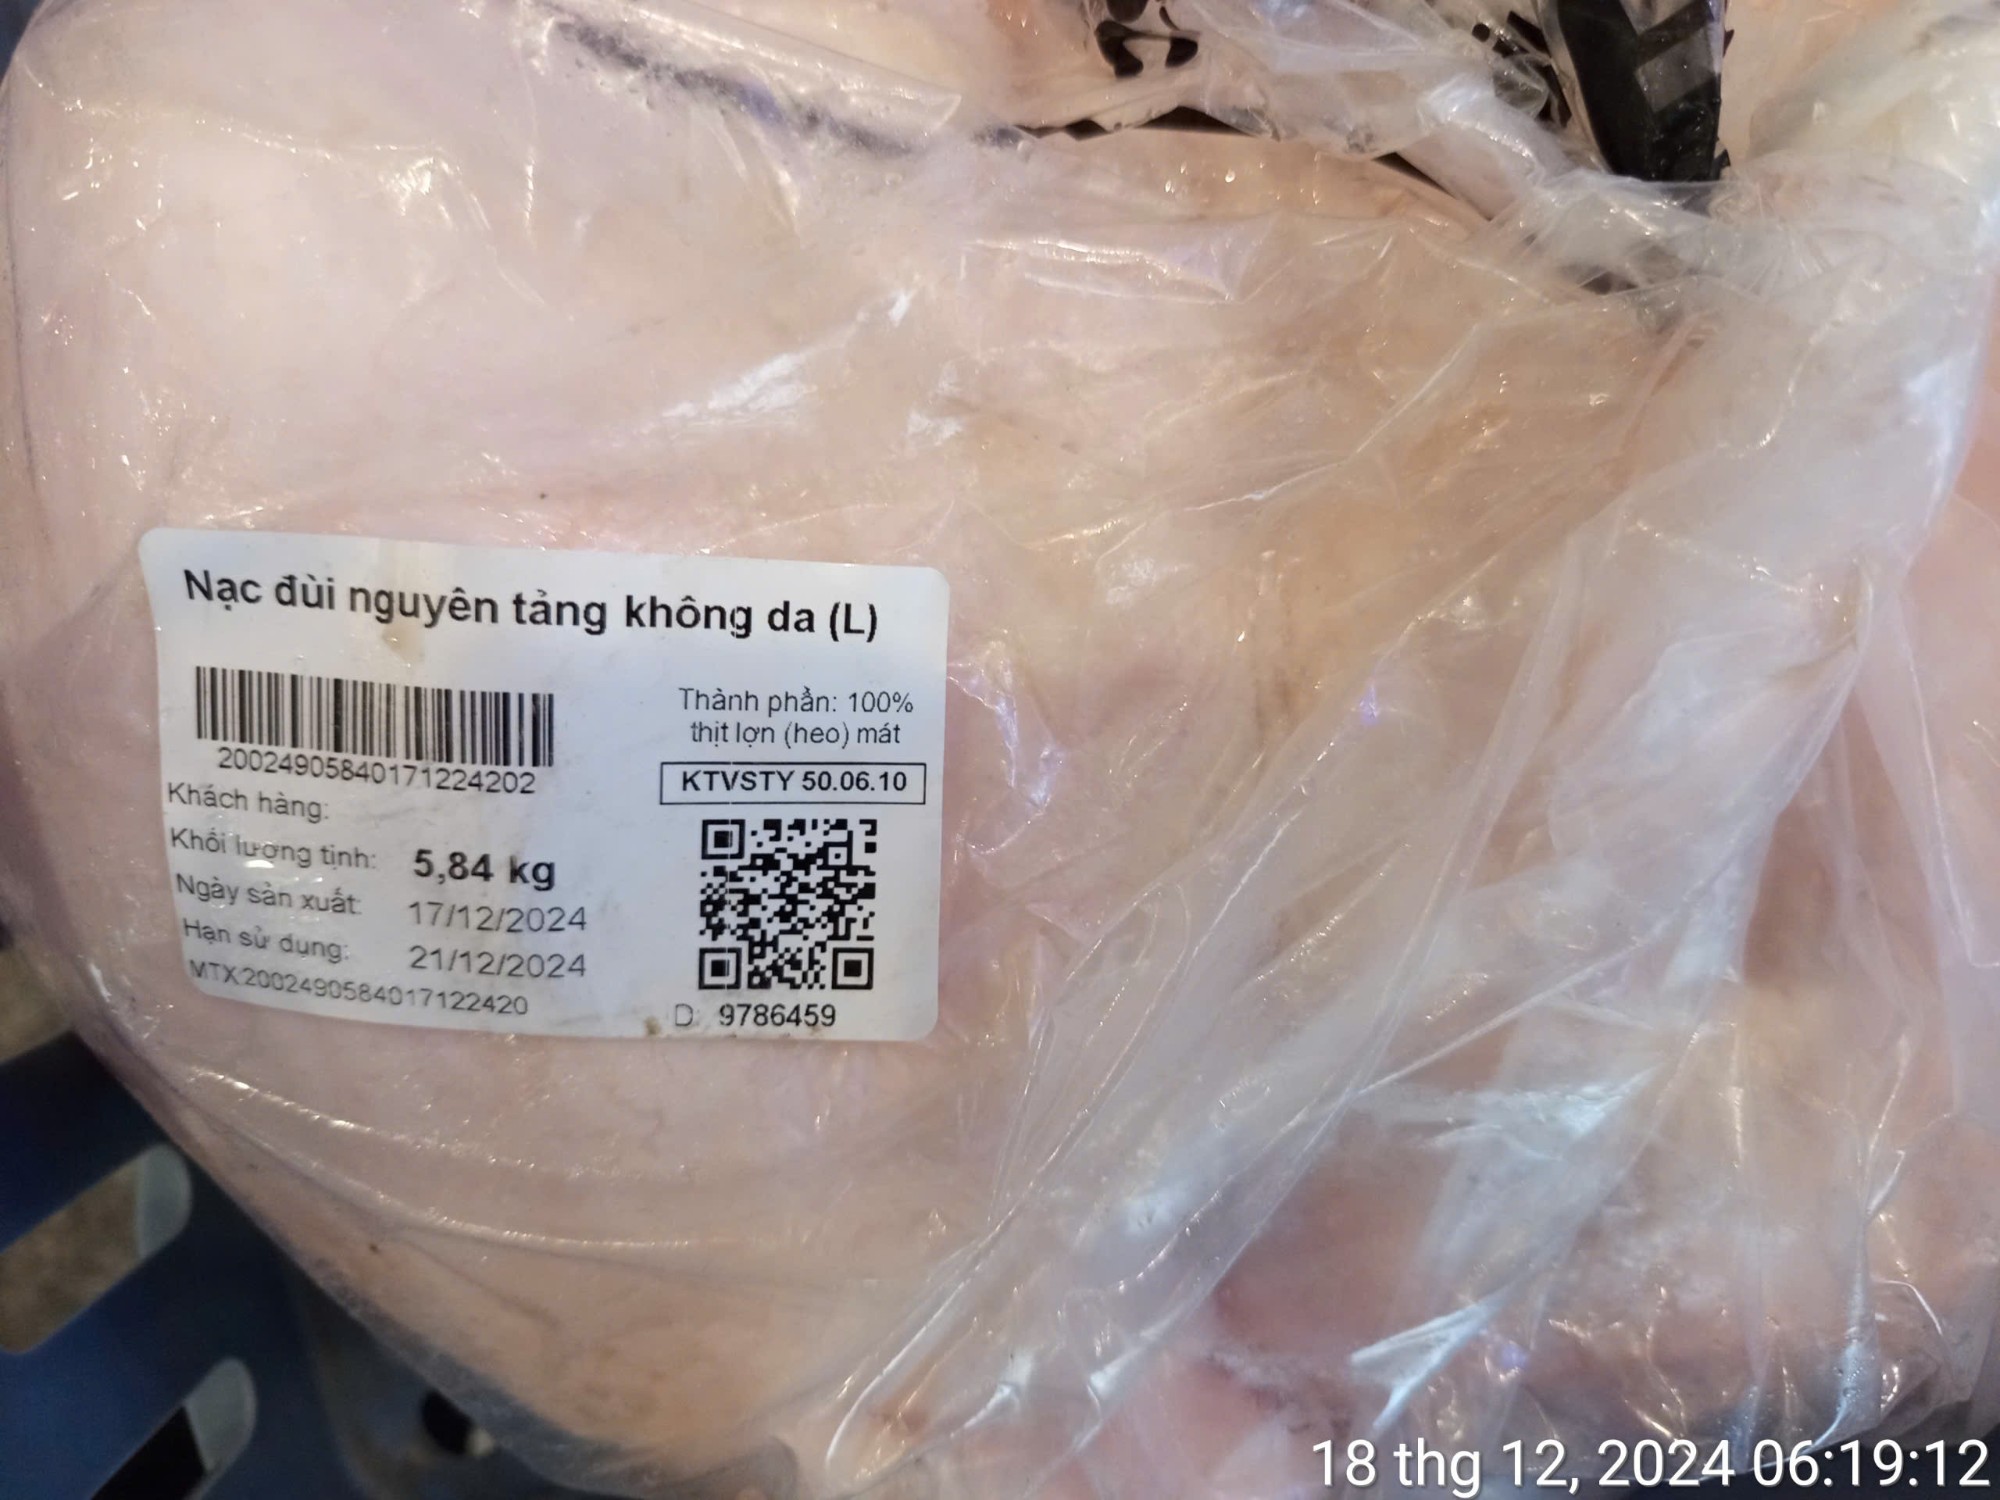 Nạc đùi nguyên tảng không da (L)
20024905840171224202
Thành phần: 100%
thịt lợn (heo) mát
KTVSTY 50.06.10
Khách hàng:
Khối lượng tịnh: 5,84 kg
Ngày sản xuất: 17/12/2024
Hạn sử dụng: 21/12/2024
MTX:2002490584017122420
D: 9786459
18 thg 12, 2024 06:19:12